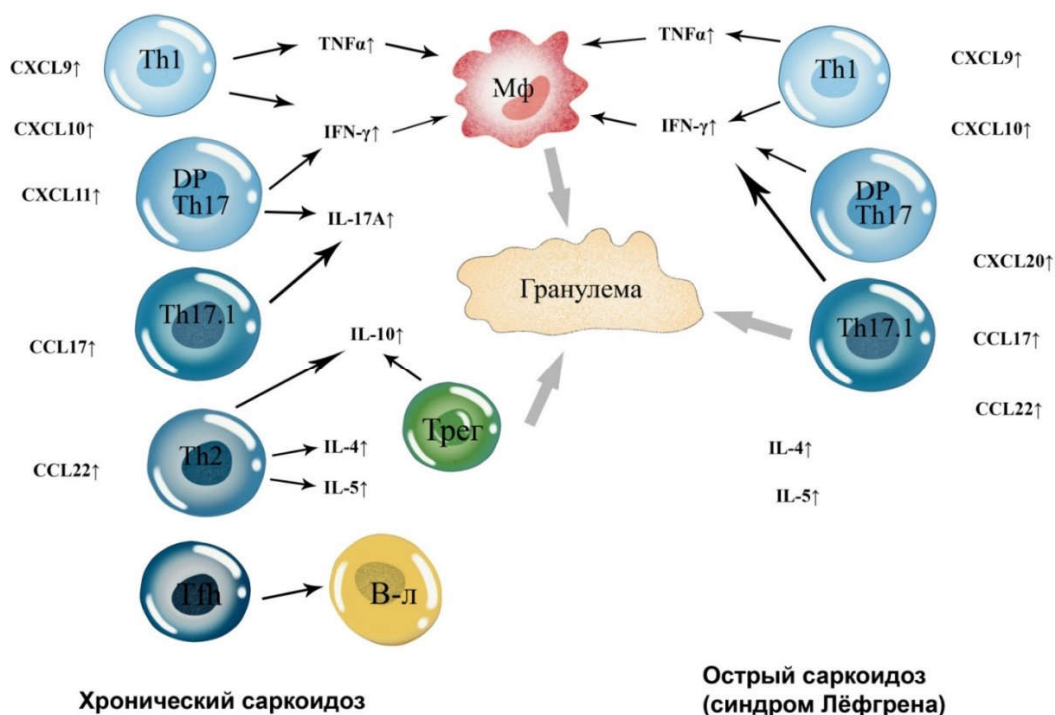 Th1
TNFα↑
CXCL9↑
CXCL10↑
IFN-γ↑
DP
Th17
CXCL11↑
IL-17A↑
Th17.1
CCL17↑
IL-10↑
Трег
Th2
IL-4↑
CCL22↑
IL-5↑
Tfh
В-л
Хронический саркоидоз
Мф
Гранулема
TNFα↑
Th1
CXCL9↑
IFN-γ↑
CXCL10↑
DP
Th17
CXCL20↑
Th17.1
CCL17↑
CCL22↑
IL-4↑
IL-5↑
Острый саркоидоз
(синдром Лёфгрена)